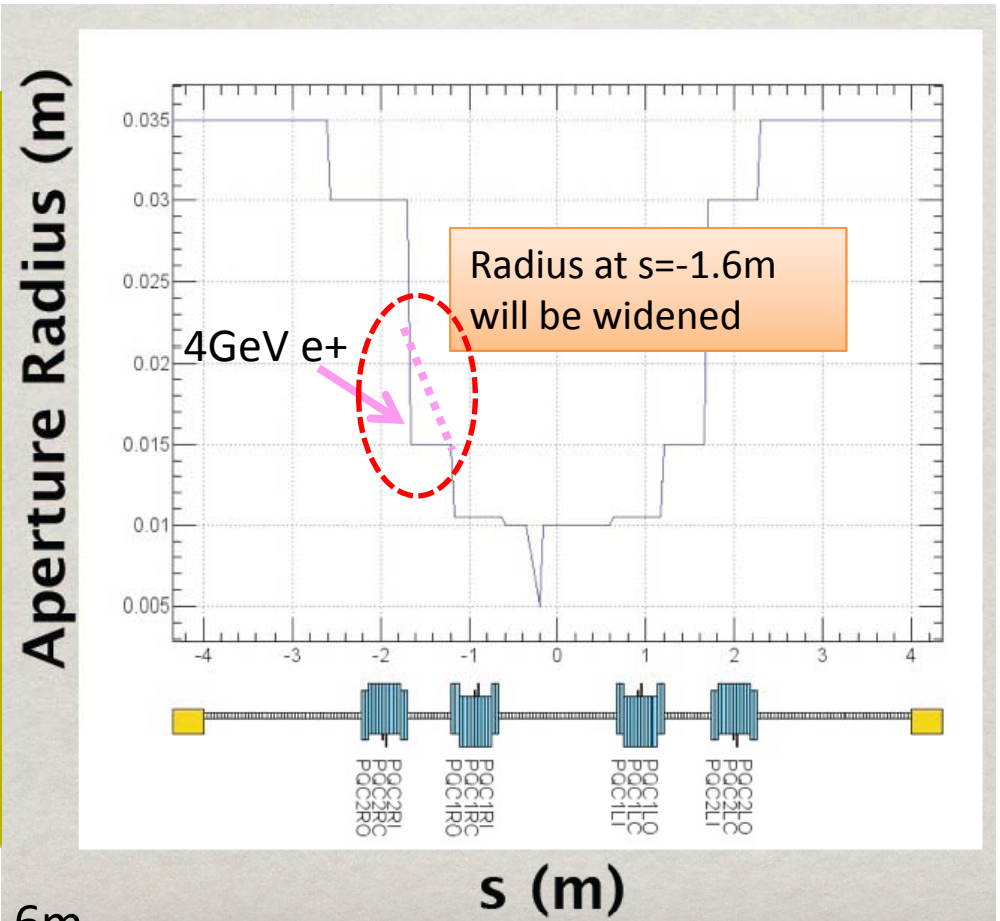 Aperture Radius (m)
0.035
0.03
0.025
0.02
0.015
0.01
0.005
Radius at s=-1.6m
will be widened
4GeV e+
-4
-3
-2
-1
0
1
2
3
4
PQC2RO
PQC2RC
PQC2RI
PQC1RO
PQC1RC
PQC1RI
PQC1LI
PQC1LC
PQC1LO
PQC2LI
PQC2LC
PQC2LO
s (m)
6m